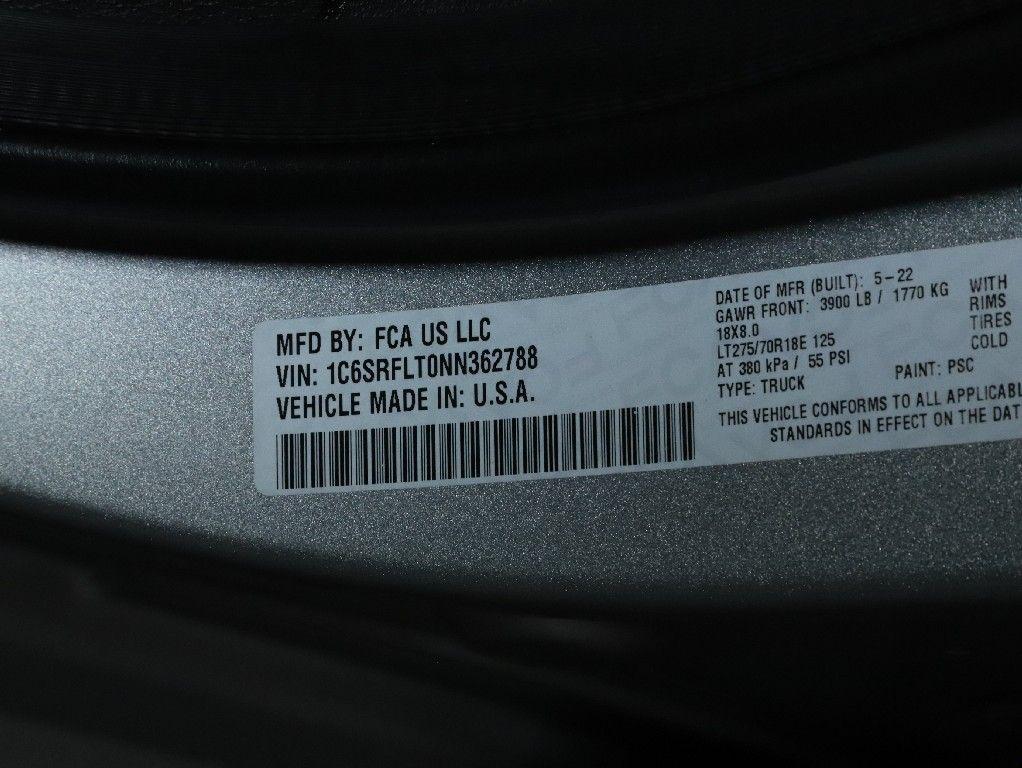 MFD BY: FCA US LLC
VIN: 1C6SRFLT0NN362788
VEHICLE MADE IN: U.S.A.
DATE OF MFR (BUILT): 5-22
GAWR FRONT: 3900 LB / 1770 KG WITH
18X8.0 RIMS
LT275/70R18E 125 TIRES
AT 380 kPa / 55 PSI COLD
TYPE: TRUCK PAINT: PSC
THIS VEHICLE CONFORMS TO ALL APPLICABL
STANDARDS IN EFFECT ON THE DAT